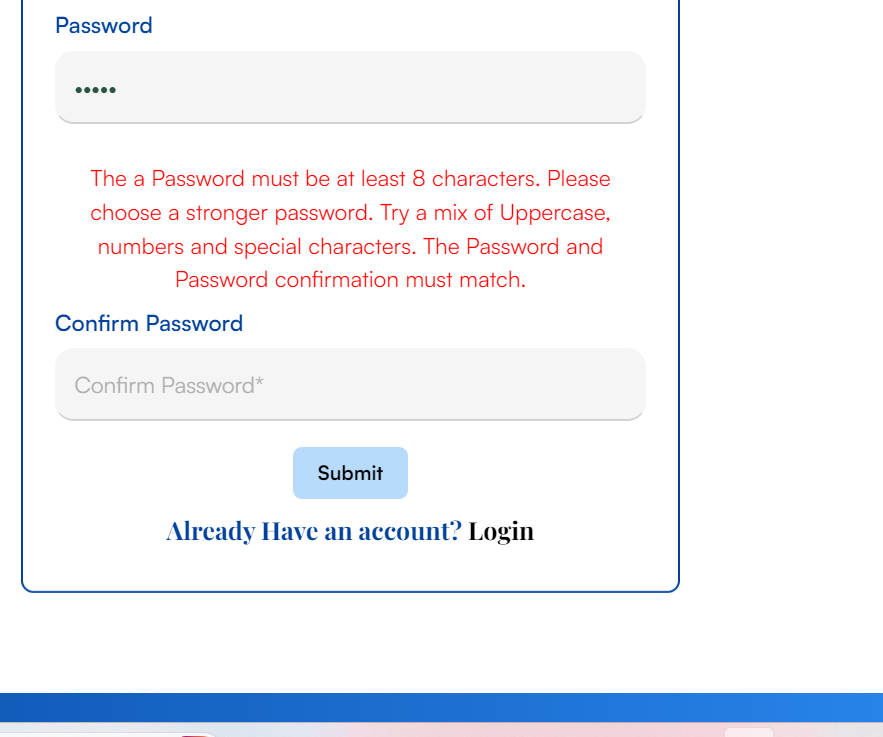 Password
•••••
The a Password must be at least 8 characters. Please
choose a stronger password. Try a mix of Uppercase,
numbers and special characters. The Password and
Password confirmation must match.
Confirm Password
Confirm Password*
Submit
Already Have an account? Login